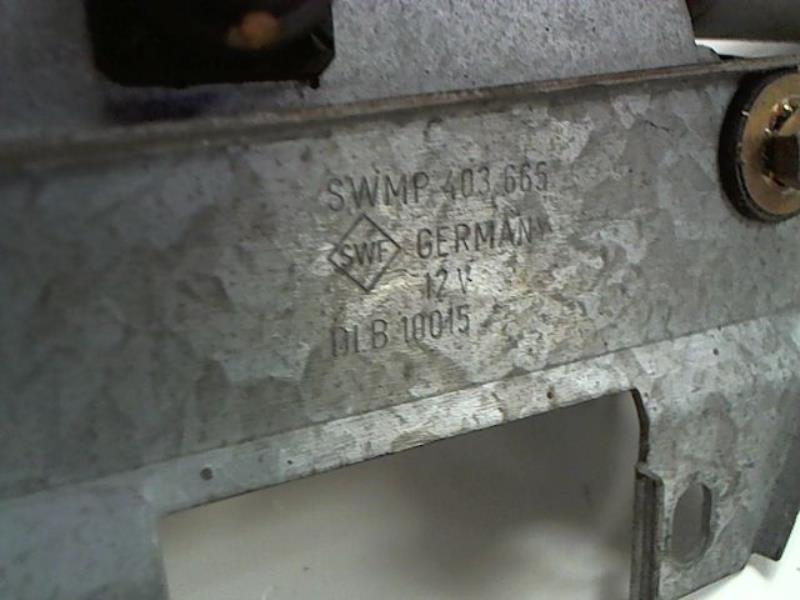 SWMP 403.665
SWF GERMANY
12 V
DLB 10015